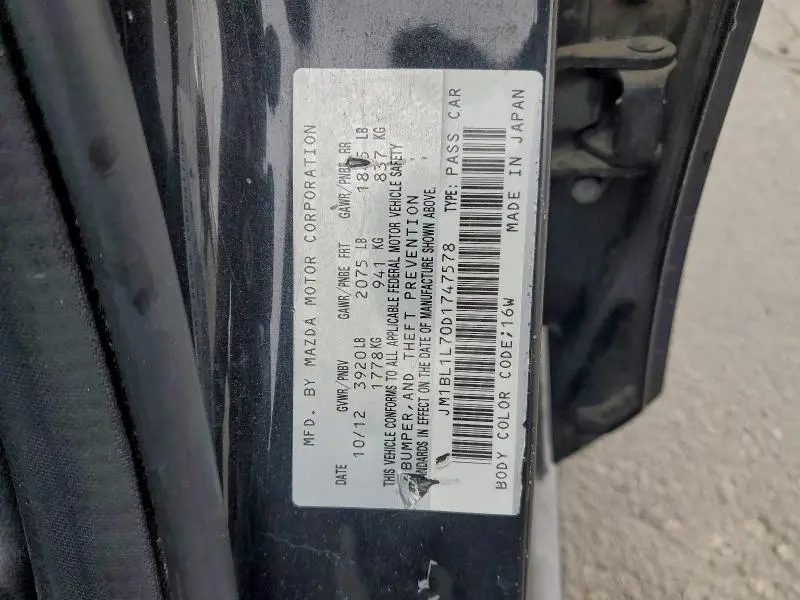 MFD. BY MAZDA MOTOR CORPORATION
DATE GVWR/PNBV GAWR/PNBE FRT GAWR/PNBE RR
10/12 3920LB 2075 LB LB
1778KG 941 KG 837 KG
THIS VEHICLE CONFORMS TO ALL APPLICABLE FEDERAL MOTOR VEHICLE SAFETY
BUMPER, AND THEFT PREVENTION
STANDARDS IN EFFECT ON THE DATE OF MANUFACTURE SHOWN ABOVE.
JM1BL1L70D1747578 TYPE: PASS CAR
BODY COLOR CODE;16W MADE IN JAPAN